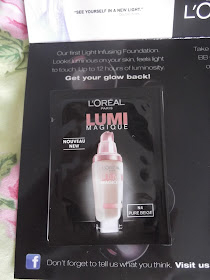 "SEE YOURSELF IN A NEW LIGHT."
L'O
Our first Light Infusing Foundation.
Looks luminous on your skin, feels
light to touch. Up to 12 hours of luminosity.
Get your glow back!
Take
BB
L'ORÉAL
PARIS
LUMI
MAGIQUE
NOUVEAU
NEW
N4
PURE BEIGE
f
Don't forget to tell us what you think. Visit us